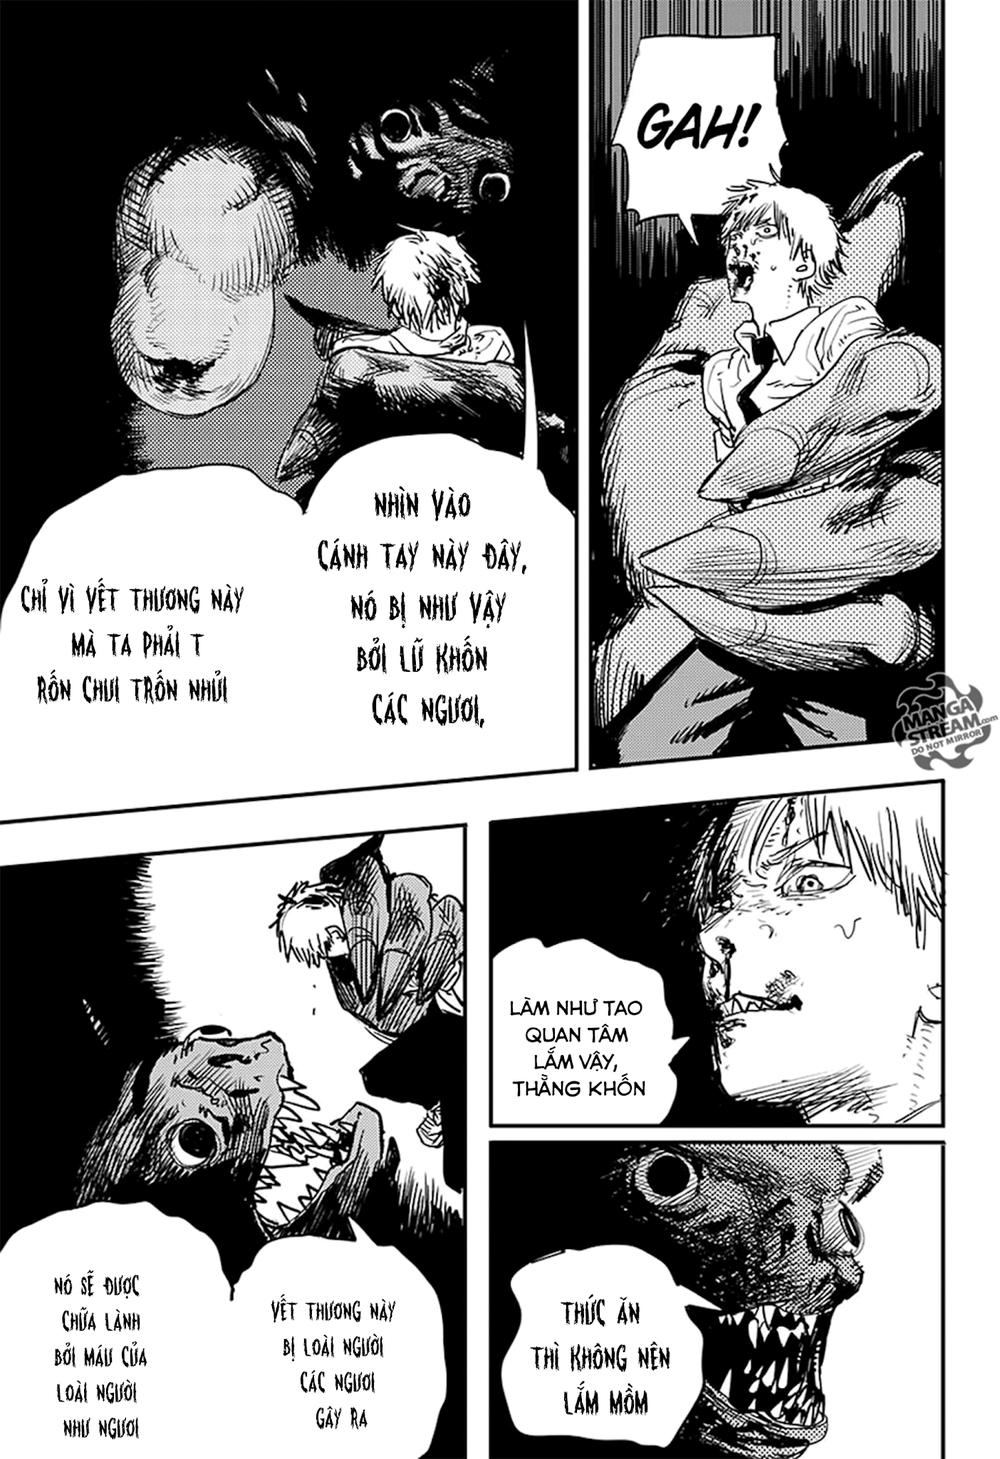 GAH!
NHÌN VÀO
CÁNH TAY NÀY ĐÂY,
NÓ BỊ NHƯ VẬY
BỞI LŨ KHỐN
CÁC NGƯƠI,
CHỈ VÌ VẾT THƯƠNG NÀY
MÀ TA PHẢI T
RỐN CHUI TRỐN NHỦI
MANGA
STREAM.com
DO NOT MIRROR
LÀM NHƯ TAO
QUAN TÂM
LẮM VẬY,
THẰNG KHỐN
THỨC ĂN
THÌ KHÔNG NÊN
LẮM MỒM
VẾT THƯƠNG NÀY
BỊ LOÀI NGƯỜI
CÁC NGƯƠI
GÂY RA
NÓ SẼ ĐƯỢC
CHỮA LÀNH
BỞI MÁU CỦA
LOÀI NGƯỜI
NHƯ NGƯƠI